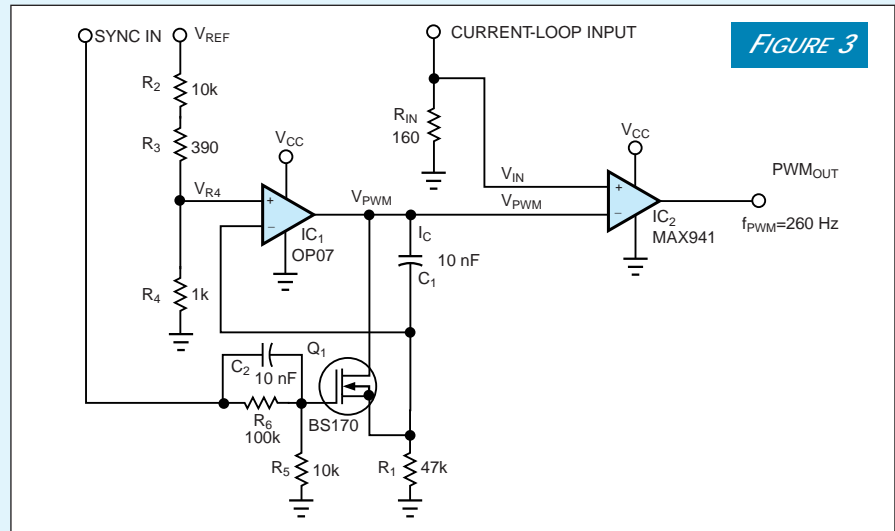 SYNC IN
VREF
CURRENT-LOOP INPUT
FIGURE 3
R2
10k
R3
390
RIN
160
VCC
VCC
PWMOUT
VR4
VPWM
VIN
VPWM
+
−
IC1
OP07
+
−
IC2
MAX941
fPWM=260 Hz
IC
10 nF
C1
R4
1k
Q1
C2
10 nF
BS170
R6
100k
R5
10k
R1
47k